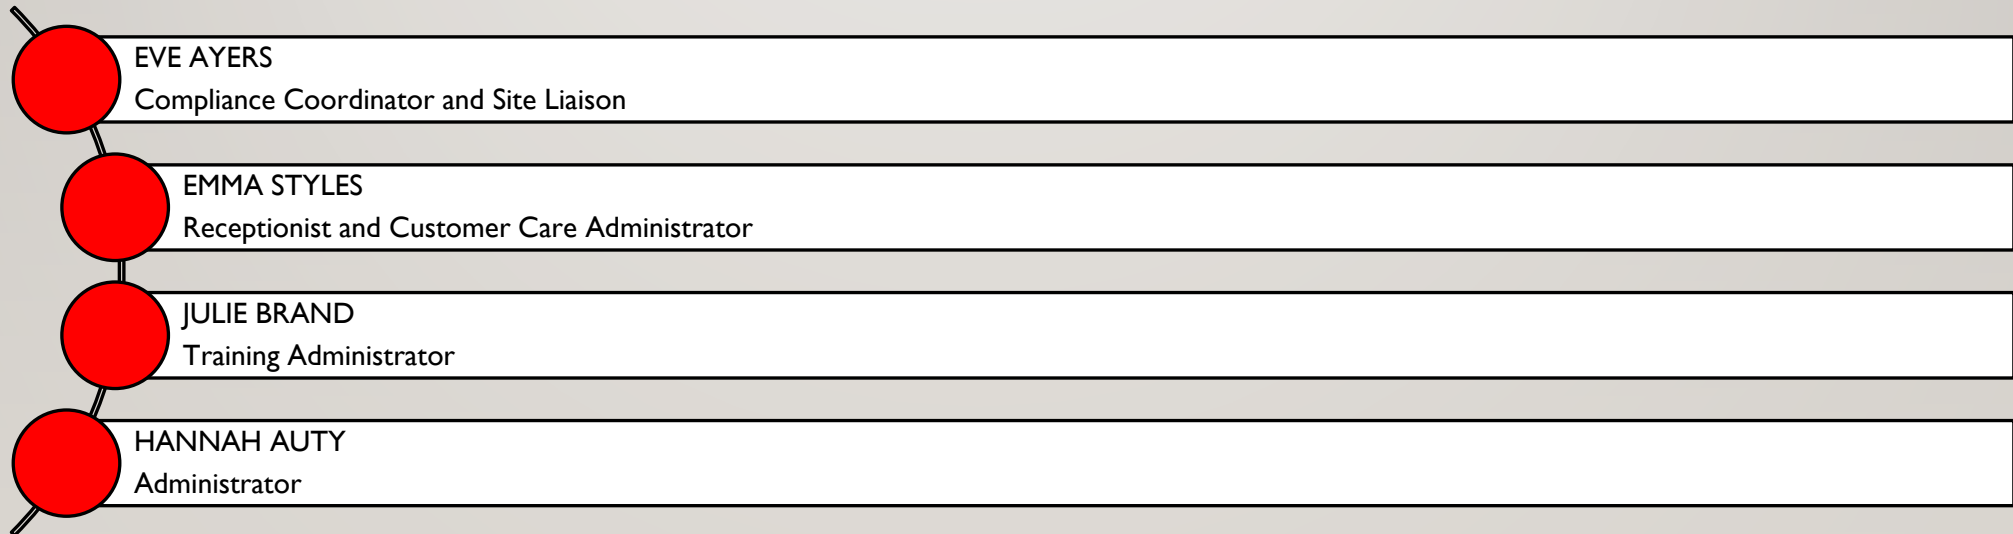 EVE AYERS
Compliance Coordinator and Site Liaison
EMMA STYLES
Receptionist and Customer Care Administrator
JULIE BRAND
Training Administrator
HANNAH AUTY
Administrator